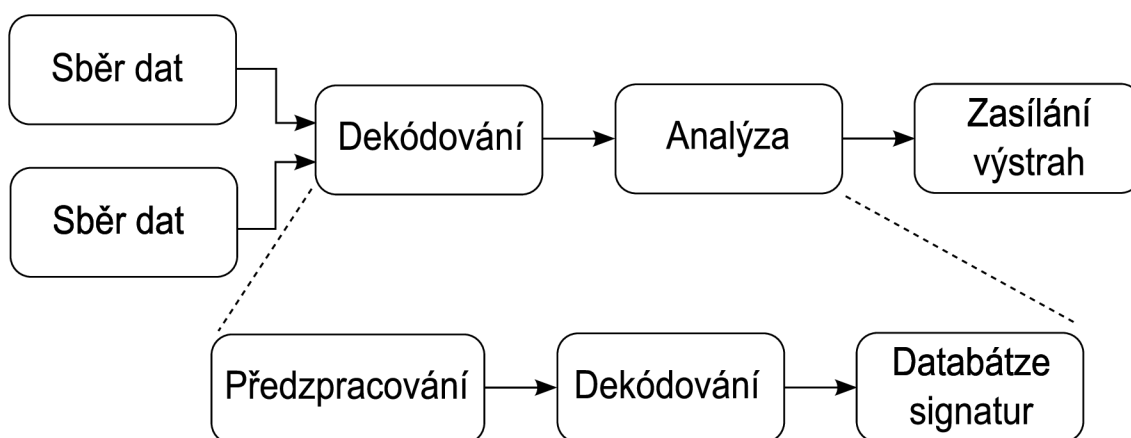 Sběr dat
Sběr dat
Dekódování
Analýza
Zasílání
výstrah
Předzpracování
Dekódování
Databátze
signatur